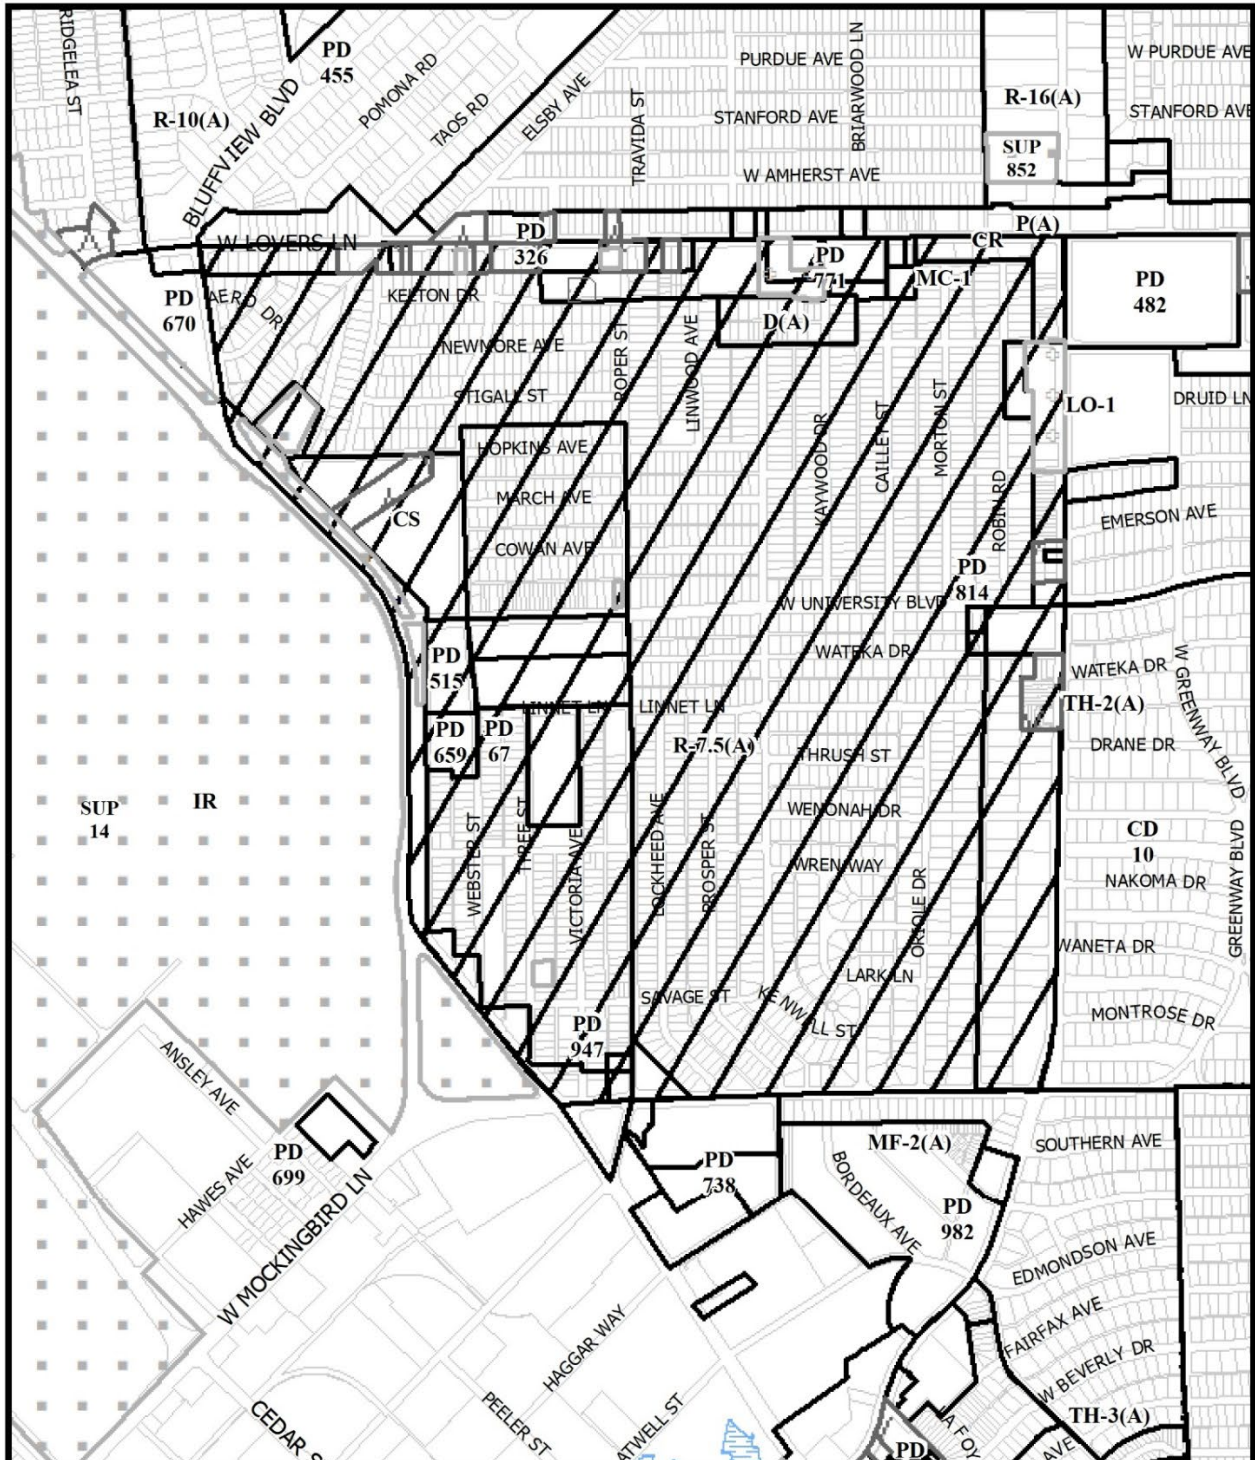 RIDGELEA ST
PD
455
POMONA RD
TAOS RD
ELSBY AVE
R-10(A)
BLUFFVIEW BLVD
PURDUE AVE
BRIARWOOD LN
STANFORD AVE
TRAVIDA ST
W AMHERST AVE
R-16(A)
SUP
852
W PURDUE AVE
STANFORD AVE
W LOVERS LN
PD
326
P(A)
CR
PD
771
MC-1
PD
482
PD
670
AERO DR
KELTON DR
D(A)
NEWMORE AVE
ROPER ST
LINWOOD AVE
STIGALL ST
LO-1
DRUID LN
HOPKINS AVE
KAYWOOD DR
CAILLET ST
MORTON ST
MARCH AVE
ROBIN RD
CS
COWAN AVE
EMERSON AVE
PD
814
W UNIVERSITY BLVD
WATEKA DR
WATEKA DR
W GREENWAY BLVD
PD
515
LINNET LN
LINNET LN
TH-2(A)
PD
659
PD
67
R-7.5(A)
THRUSH ST
DRANE DR
SUP
14
IR
WENONAH DR
CD
10
WEBSTER ST
TYREE ST
VICTORIA AVE
LOCKHEED AVE
PROSPER ST
WREN WAY
ORIOLE DR
NAKOMA DR
GREENWAY BLVD
WANETA DR
LARK LN
SAVAGE ST
KENWELL ST
MONTROSE DR
PD
947
ANSLEY AVE
PD
699
HAWES AVE
W MOCKINGBIRD LN
MF-2(A)
SOUTHERN AVE
PD
738
BORDEAUX AVE
PD
982
EDMONDSON AVE
HAGGAR WAY
FAIRFAX AVE
W BEVERLY DR
CEDAR S
PEELER ST
ATWELL ST
TH-3(A)
A FOY
AVE
PD